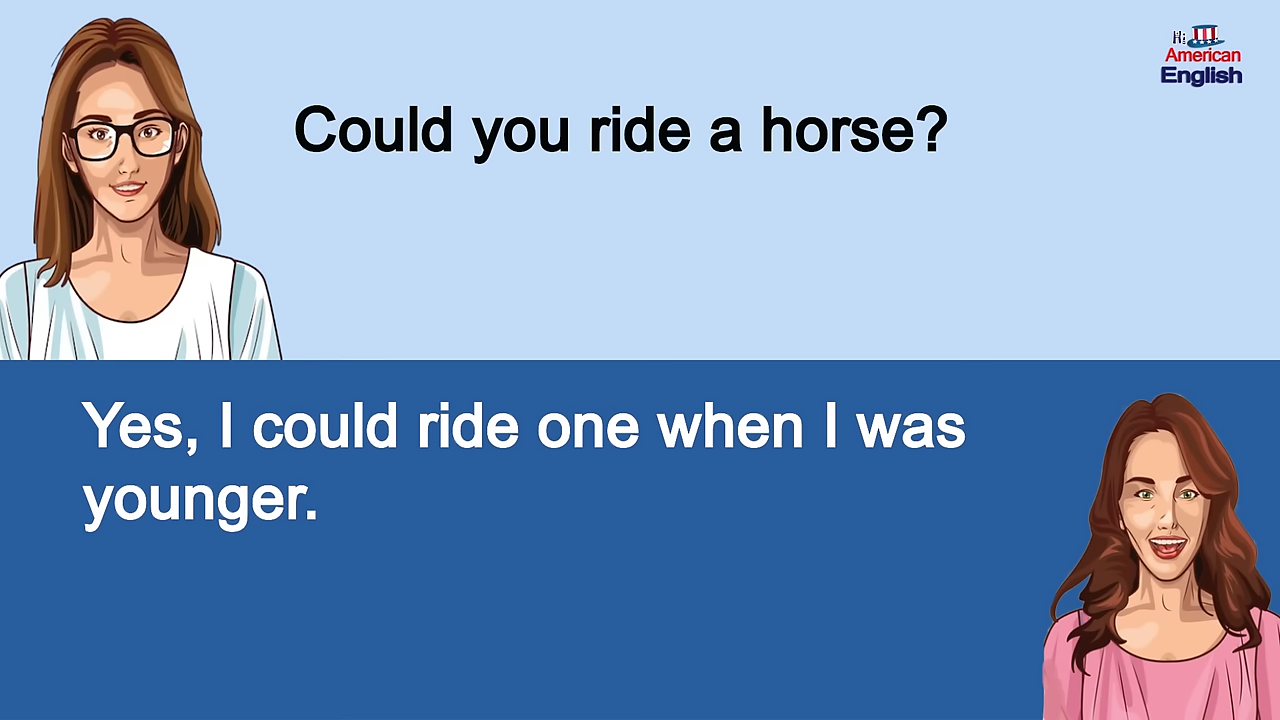 Hi
American
English
Could you ride a horse?
Yes, I could ride one when I was
younger.